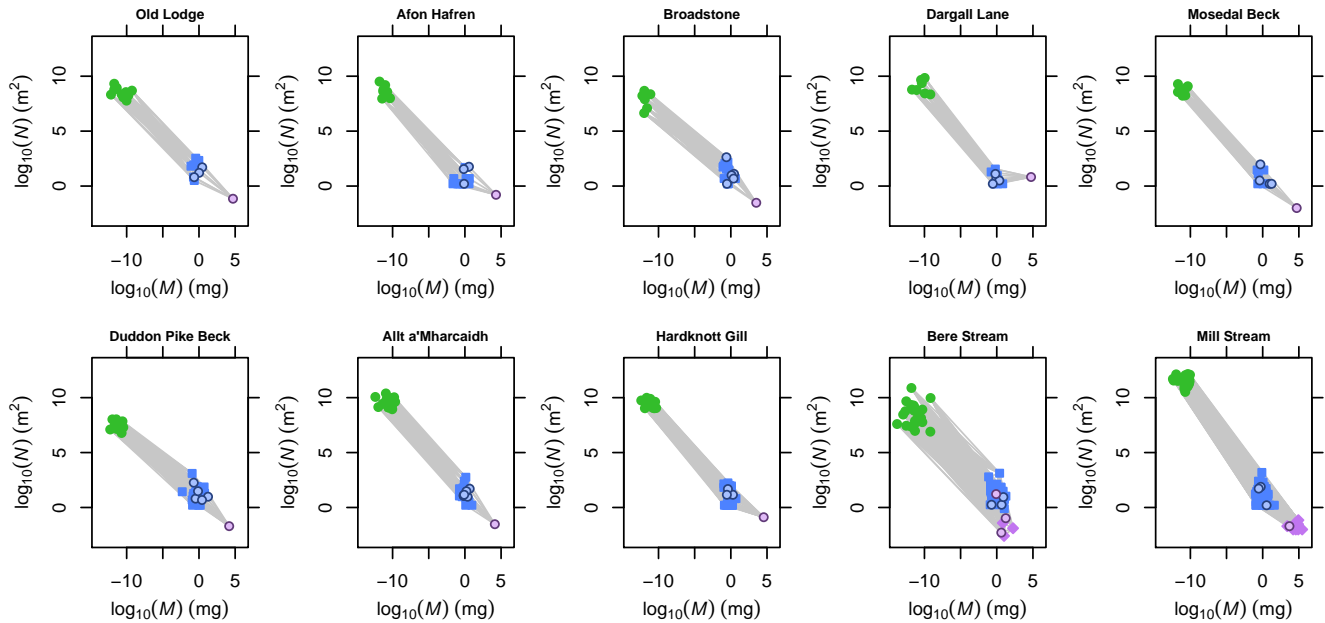 Old Lodge
Afon Hafren
Broadstone
Dargall Lane
Mosedal Beck
log10(N) (m2)
10
5
0
−10
0
5
log10(M) (mg)
log10(N) (m2)
10
5
0
−10
0
5
log10(M) (mg)
log10(N) (m2)
10
5
0
−10
0
5
log10(M) (mg)
log10(N) (m2)
10
5
0
−10
0
5
log10(M) (mg)
log10(N) (m2)
10
5
0
−10
0
5
log10(M) (mg)
Duddon Pike Beck
Allt a'Mharcaidh
Hardknott Gill
Bere Stream
Mill Stream
log10(N) (m2)
10
5
0
−10
0
5
log10(M) (mg)
log10(N) (m2)
10
5
0
−10
0
5
log10(M) (mg)
log10(N) (m2)
10
5
0
−10
0
5
log10(M) (mg)
log10(N) (m2)
10
5
0
−10
0
5
log10(M) (mg)
log10(N) (m2)
10
5
0
−10
0
5
log10(M) (mg)